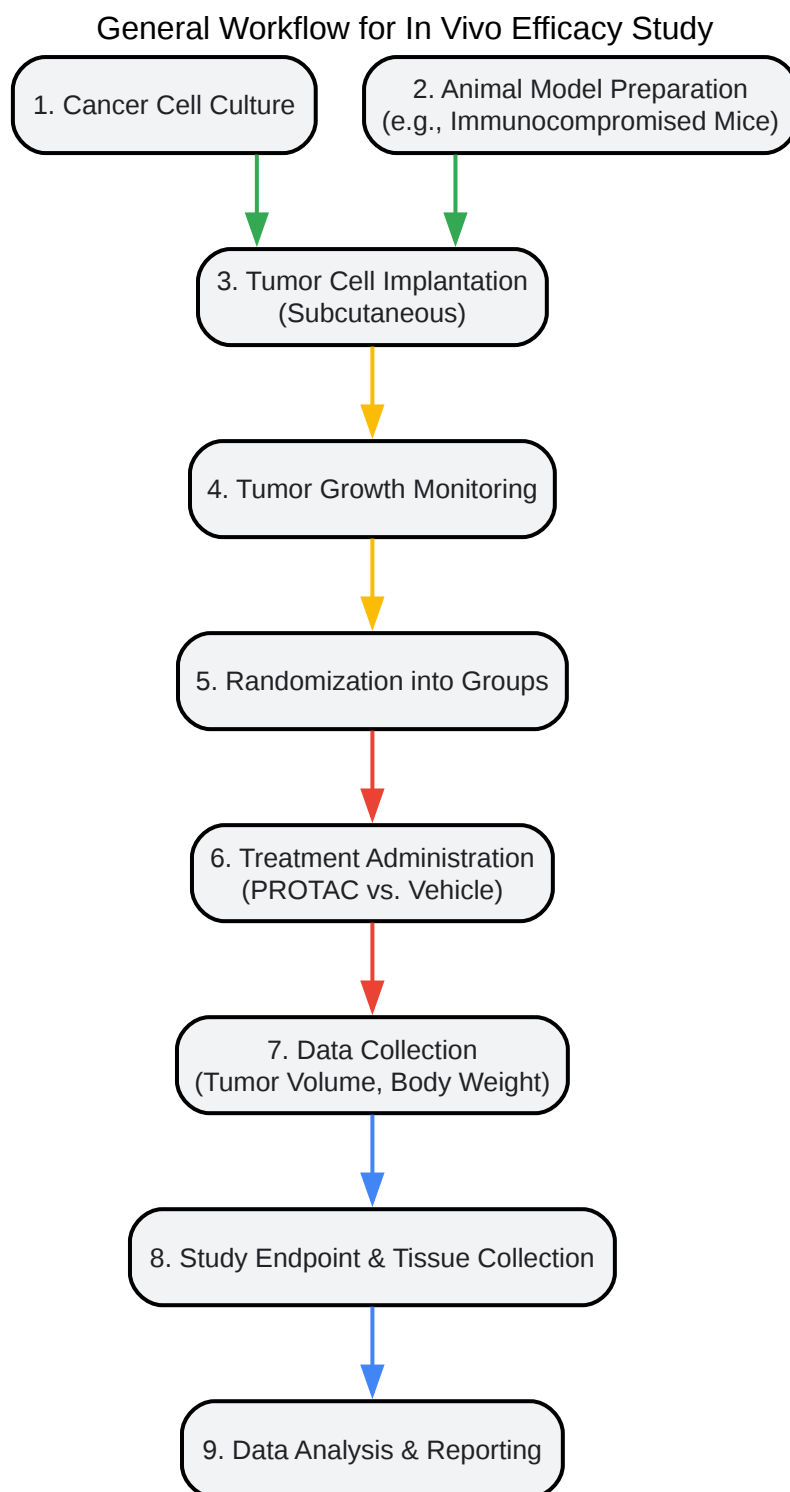 General Workflow for In Vivo Efficacy Study
1. Cancer Cell Culture
2. Animal Model Preparation
(e.g., Immunocompromised Mice)
3. Tumor Cell Implantation
(Subcutaneous)
4. Tumor Growth Monitoring
5. Randomization into Groups
6. Treatment Administration
(PROTAC vs. Vehicle)
7. Data Collection
(Tumor Volume, Body Weight)
8. Study Endpoint & Tissue Collection
9. Data Analysis & Reporting